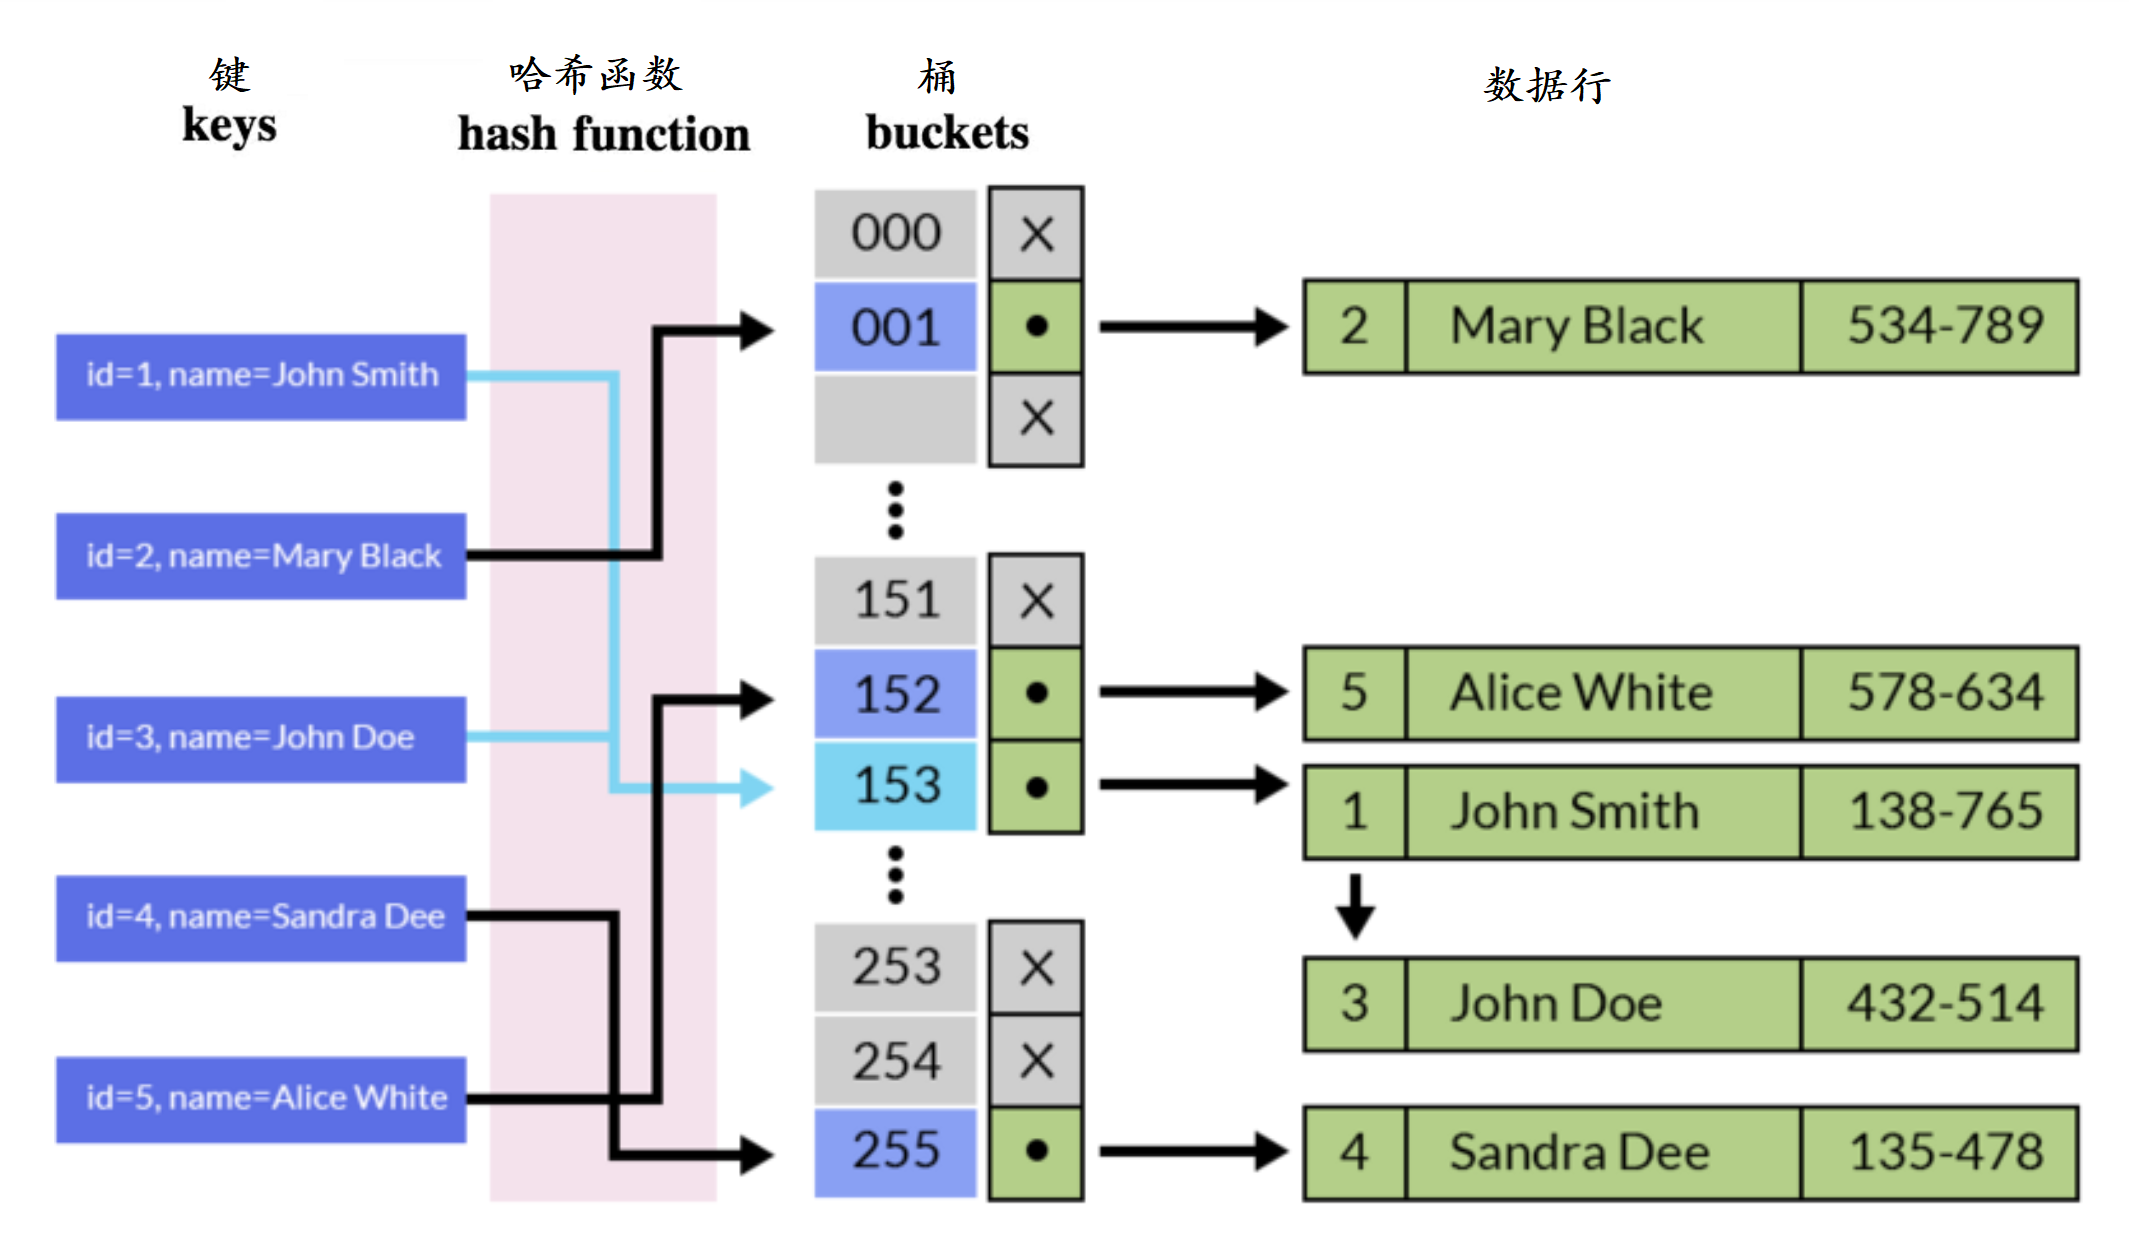 键
keys
哈希函数
hash function
桶
buckets
数据行
id=1, name=John Smith
id=2, name=Mary Black
id=3, name=John Doe
id=4, name=Sandra Dee
id=5, name=Alice White
000 X
001
X
151 X
152
153
253 X
254 X
255
2 Mary Black 534-789
5 Alice White 578-634
1 John Smith 138-765
3 John Doe 432-514
4 Sandra Dee 135-478